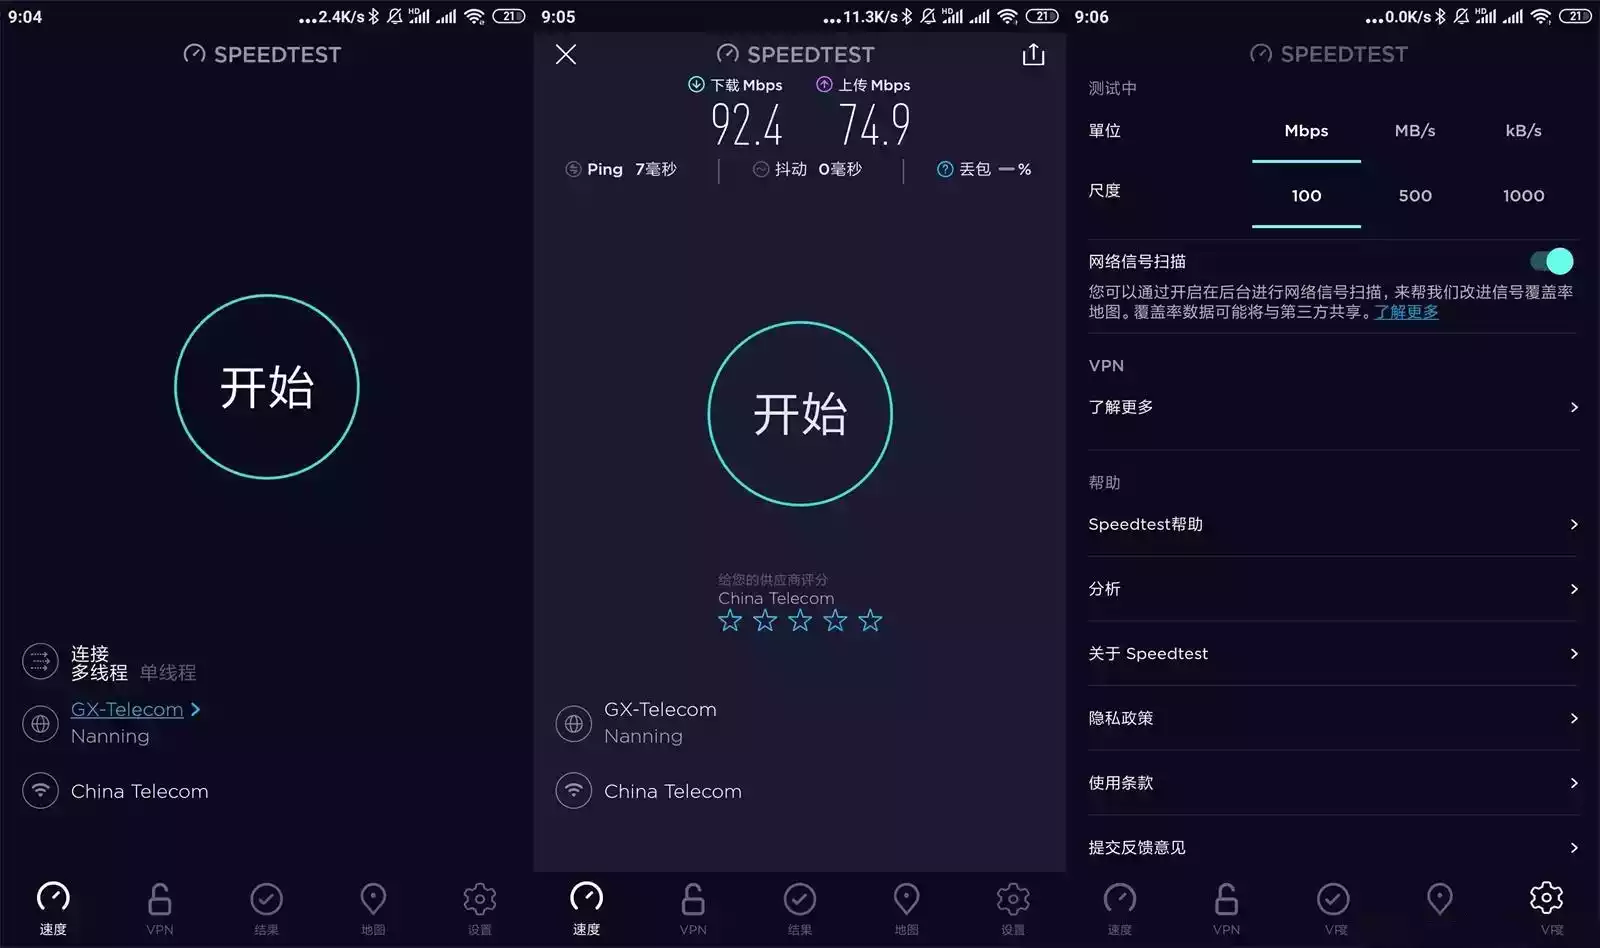 9:04
...2.4K/s HD 21
SPEEDTEST
开始
连接
多线程 单线程
GX-Telecom
Nanning
China Telecom
速度 VPN 结果 地图 设置
9:05
...11.3K/s HD 21
SPEEDTEST
下载 Mbps 上传 Mbps
92.4 74.9
Ping 7毫秒 抖动 0毫秒 丢包 — %
开始
给您的供应商评分
China Telecom
GX-Telecom
Nanning
China Telecom
速度 VPN 结果 地图 设置
9:06
...0.0K/s HD 21
SPEEDTEST
测试中
單位 Mbps MB/s kB/s
尺度 100 500 1000
网络信号扫描
您可以通过开启在后台进行网络信号扫描，来帮我们改进信号覆盖率
地图。覆盖率数据可能将与第三方共享。了解更多
VPN
了解更多
帮助
Speedtest帮助
分析
关于 Speedtest
隐私政策
使用条款
提交反馈意见
速度 VPN